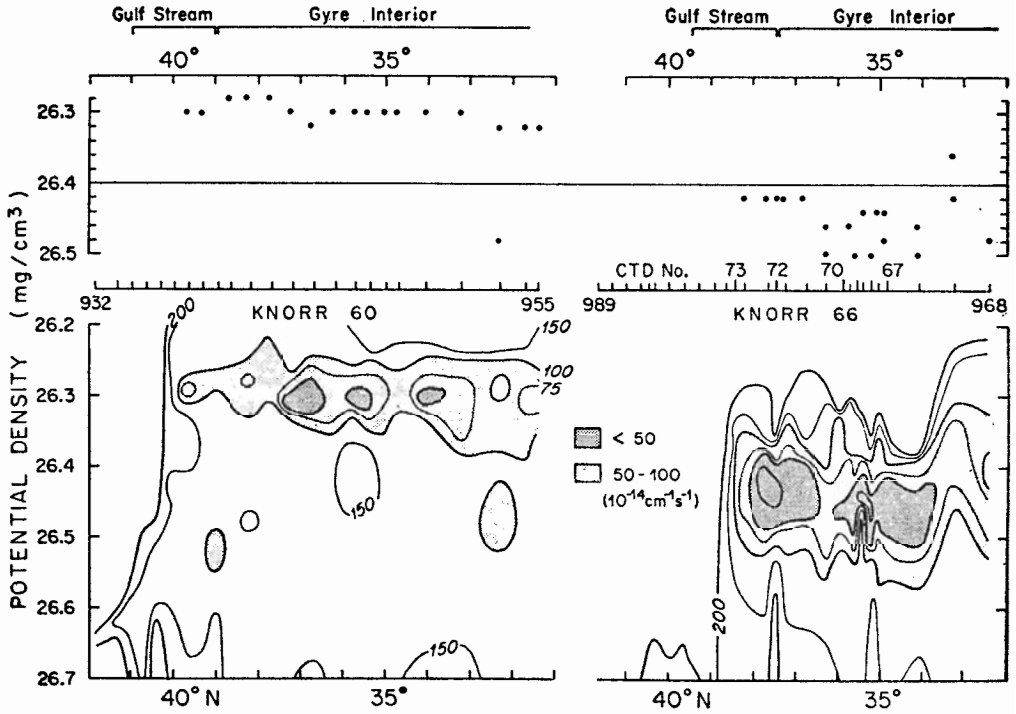 Gulf Stream Gyre Interior Gulf Stream Gyre Interior
40° 35° 40° 35°
26.3
26.4
26.5
CTD No. 73 72 70 67
932 955 989 968
KNORR 60 KNORR 66
POTENTIAL DENSITY (mg/cm³)
26.2
26.3
26.4
26.5
26.6
26.7
200
150
100
75
150
150
< 50
50-100
(10⁻¹⁴cm⁻¹s⁻¹)
200
40°N 35° 40°N 35°